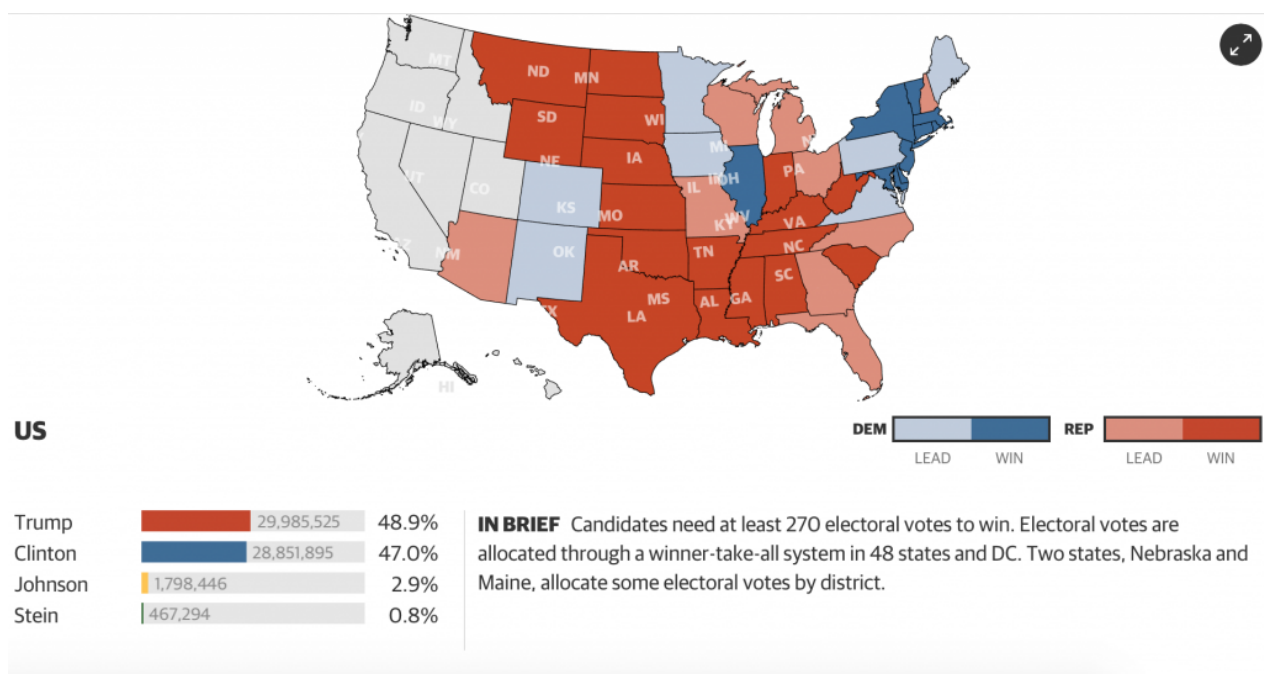 MT
ND MN
ID WY SD WI
NE IA MI
UT CO IL OH PA
KS MO KY WV VA
AZ NM OK AR TN NC
MS AL GA SC
TX LA
HI
US
DEM REP
LEAD WIN LEAD WIN
Trump 29,985,525 48.9%
Clinton 28,851,895 47.0%
Johnson 1,798,446 2.9%
Stein 467,294 0.8%
IN BRIEF Candidates need at least 270 electoral votes to win. Electoral votes are
allocated through a winner-take-all system in 48 states and DC. Two states, Nebraska and
Maine, allocate some electoral votes by district.